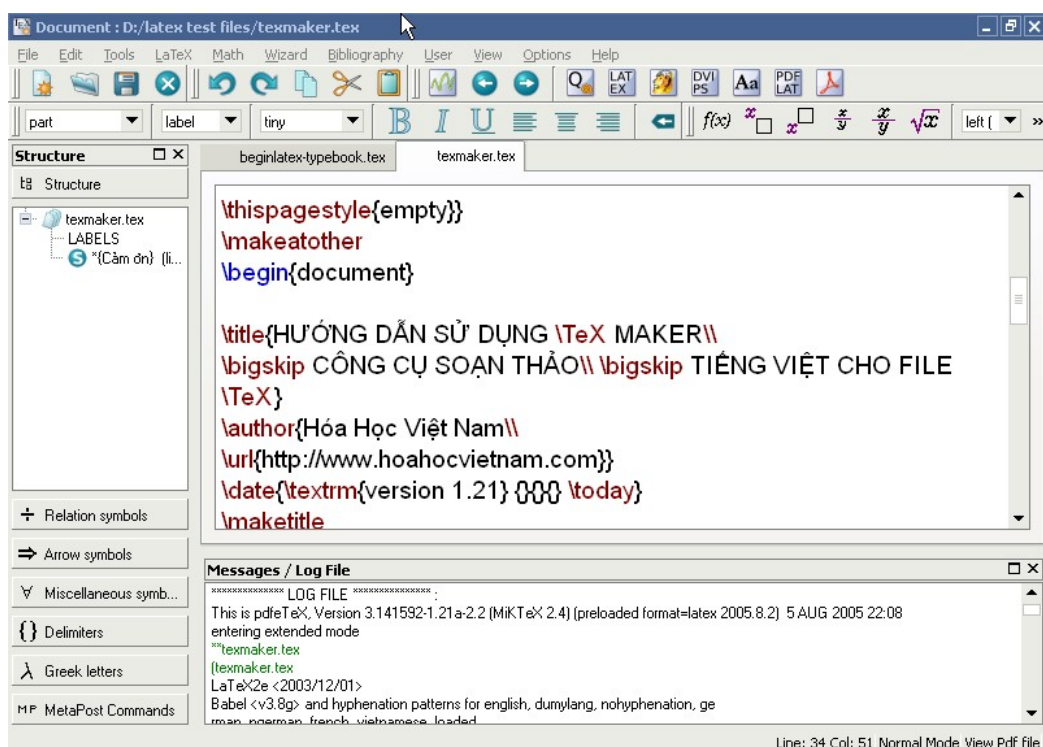 Document : D:/latex test files/texmaker.tex
File Edit Tools LaTeX Math Wizard Bibliography User View Options Help
Q LAT EX DVI PS Aa PDF LAT
part label tiny B I U f(x) x x x/y x/y √x left ( »
Structure
beginlatex-typebook.tex texmaker.tex
Structure
texmaker.tex
LABELS
*{Cảm ơn} (li...
\thispagestyle{empty}}
\makeatother
\begin{document}
\title{HƯỚNG DẪN SỬ DỤNG \TeX MAKER\\
\bigskip CÔNG CỤ SOẠN THẢO\\ \bigskip TIẾNG VIỆT CHO FILE
\TeX}
\author{Hóa Học Việt Nam\\
\url{http://www.hoahocvietnam.com}}
\date{\textrm{version 1.21} {}{}{} \today}
\maketitle
÷ Relation symbols
⇒ Arrow symbols
∀ Miscellaneous symb...
{ } Delimiters
λ Greek letters
MP MetaPost Commands
Messages / Log File
************** LOG FILE *************** :
This is pdfeTeX, Version 3.141592-1.21a-2.2 (MiKTeX 2.4) (preloaded format=latex 2005.8.2) 5 AUG 2005 22:08
entering extended mode
**texmaker.tex
(texmaker.tex
LaTeX2e <2003/12/01>
Babel <v3.8g> and hyphenation patterns for english, dumylang, nohyphenation, ge
rman, ngerman, french, vietnamese, loaded
Line: 34 Col: 51 Normal Mode View Pdf file